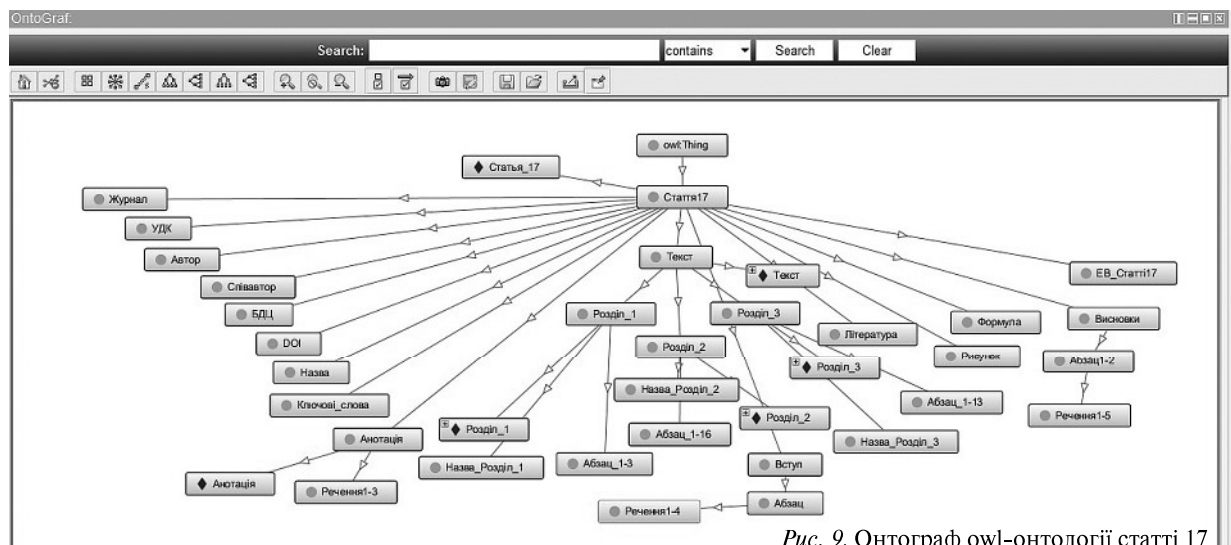 OntoGraf:
Search:
contains
Search
Clear
owl:Thing
Статья_17
Стаття17
Журнал
УДК
Автор
Співавтор
БДЦ
DOI
Назва
Ключові_слова
Анотація
Анотація
Речення1-3
Текст
Текст
Розділ_1
Розділ_1
Назва_Розділ_1
Абзац_1-3
Розділ_2
Назва_Розділ_2
Абзац_1-16
Розділ_2
Розділ_3
Розділ_3
Абзац_1-13
Назва_Розділ_3
Вступ
Абзац
Речення1-4
Література
Рисунок
Формула
ЕВ_Статті17
Висновки
Абзац1-2
Речення1-5
Рис. 9. Онтограф owl-онтології статті 17